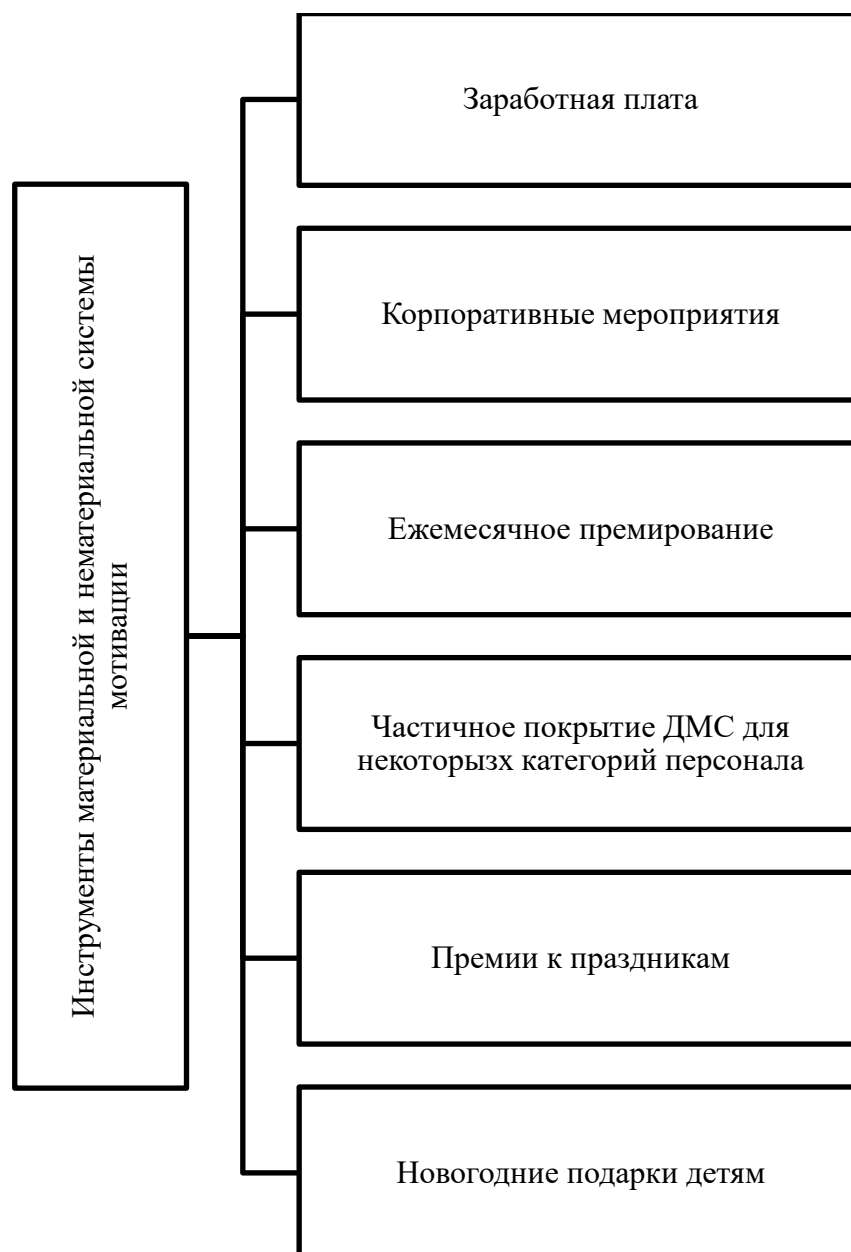 Инструменты материальной и нематериальной системы
мотивации
Заработная плата
Корпоративные мероприятия
Ежемесячное премирование
Частичное покрытие ДМС для
некоторызх категорий персонала
Премии к праздникам
Новогодние подарки детям